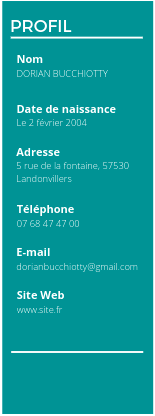 PROFIL
Nom
DORIAN BUCCHIOTTY
Date de naissance
Le 2 février 2004
Adresse
5 rue de la fontaine, 57530
Landonvillers
Téléphone
07 68 47 47 00
E-mail
dorianbucchiotty@gmail.com
Site Web
www.site.fr